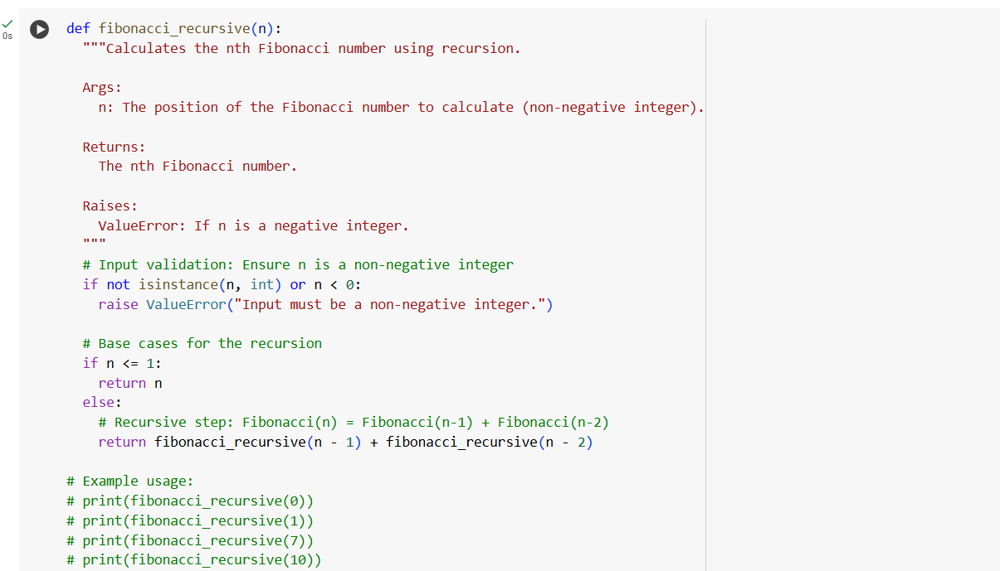 def fibonacci_recursive(n):
  """Calculates the nth Fibonacci number using recursion.

  Args:
    n: The position of the Fibonacci number to calculate (non-negative integer).

  Returns:
    The nth Fibonacci number.

  Raises:
    ValueError: If n is a negative integer.
  """
  # Input validation: Ensure n is a non-negative integer
  if not isinstance(n, int) or n < 0:
    raise ValueError("Input must be a non-negative integer.")

  # Base cases for the recursion
  if n <= 1:
    return n
  else:
    # Recursive step: Fibonacci(n) = Fibonacci(n-1) + Fibonacci(n-2)
    return fibonacci_recursive(n - 1) + fibonacci_recursive(n - 2)

# Example usage:
# print(fibonacci_recursive(0))
# print(fibonacci_recursive(1))
# print(fibonacci_recursive(7))
# print(fibonacci_recursive(10))
0s